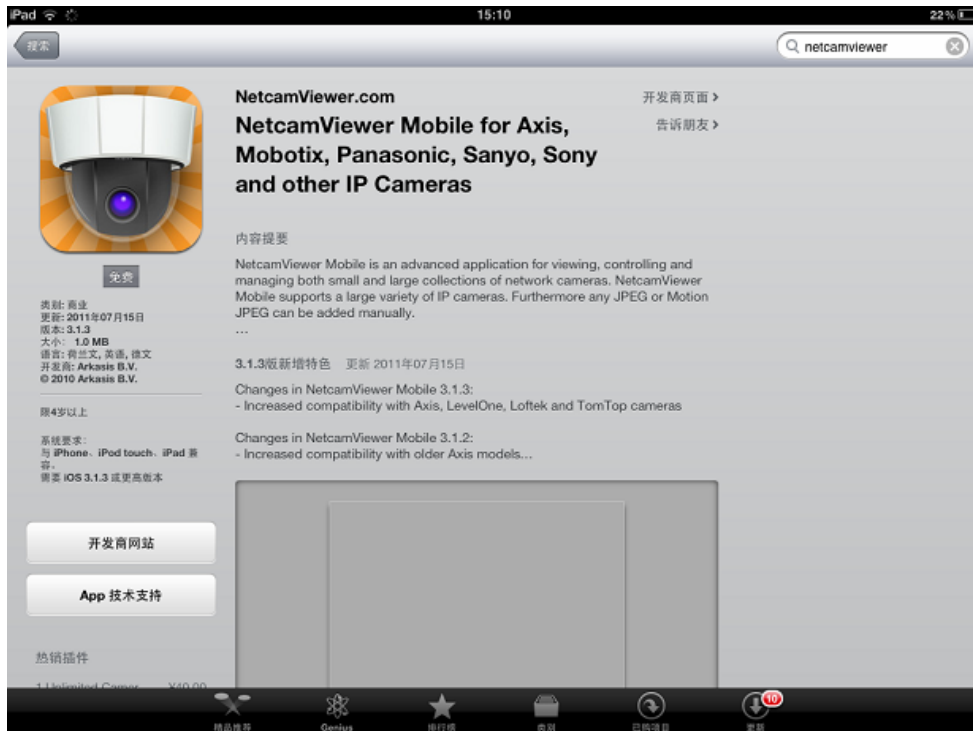 iPad
15:10
22%
搜索
netcamviewer
NetcamViewer.com
开发商页面
NetcamViewer Mobile for Axis,
Mobotix, Panasonic, Sanyo, Sony
and other IP Cameras
告诉朋友
内容提要
NetcamViewer Mobile is an advanced application for viewing, controlling and
managing both small and large collections of network cameras. NetcamViewer
Mobile supports a large variety of IP cameras. Furthermore any JPEG or Motion
JPEG can be added manually.
...
3.1.3版新增特色 更新 2011年07月15日
Changes in NetcamViewer Mobile 3.1.3:
- Increased compatibility with Axis, LevelOne, Loftek and TomTop cameras
Changes in NetcamViewer Mobile 3.1.2:
- Increased compatibility with older Axis models...
免费
类别: 商业
更新: 2011年07月15日
版本: 3.1.3
大小: 1.0 MB
语言: 荷兰文, 英语, 德文
开发商: Arkasis B.V.
© 2010 Arkasis B.V.
限4岁以上
系统要求:
与 iPhone、iPod touch、iPad 兼
容。
需要 iOS 3.1.3 或更高版本
开发商网站
App 技术支持
热销插件
1 Unlimited Camer... ¥40.00
精品推荐
Genius
排行榜
类别
已购项目
更新
10